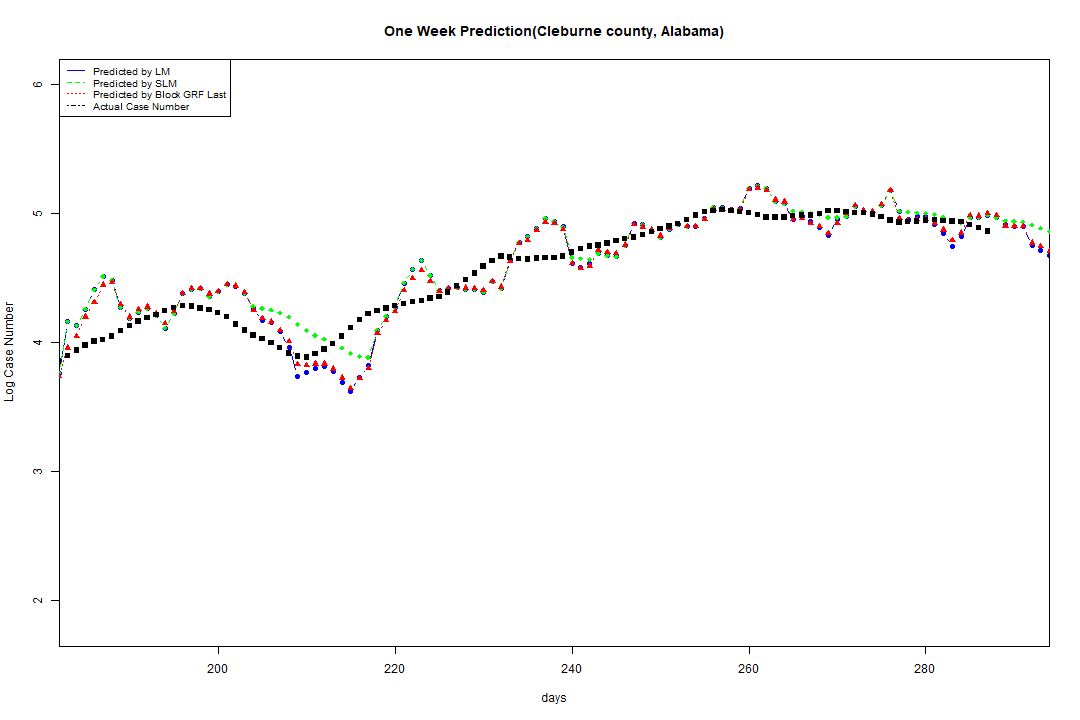 One Week Prediction(Cleburne county, Alabama)
Predicted by LM
Predicted by SLM
Predicted by Block GRF Last
Actual Case Number
6
5
4
3
2
Log Case Number
200 220 240 260 280
days